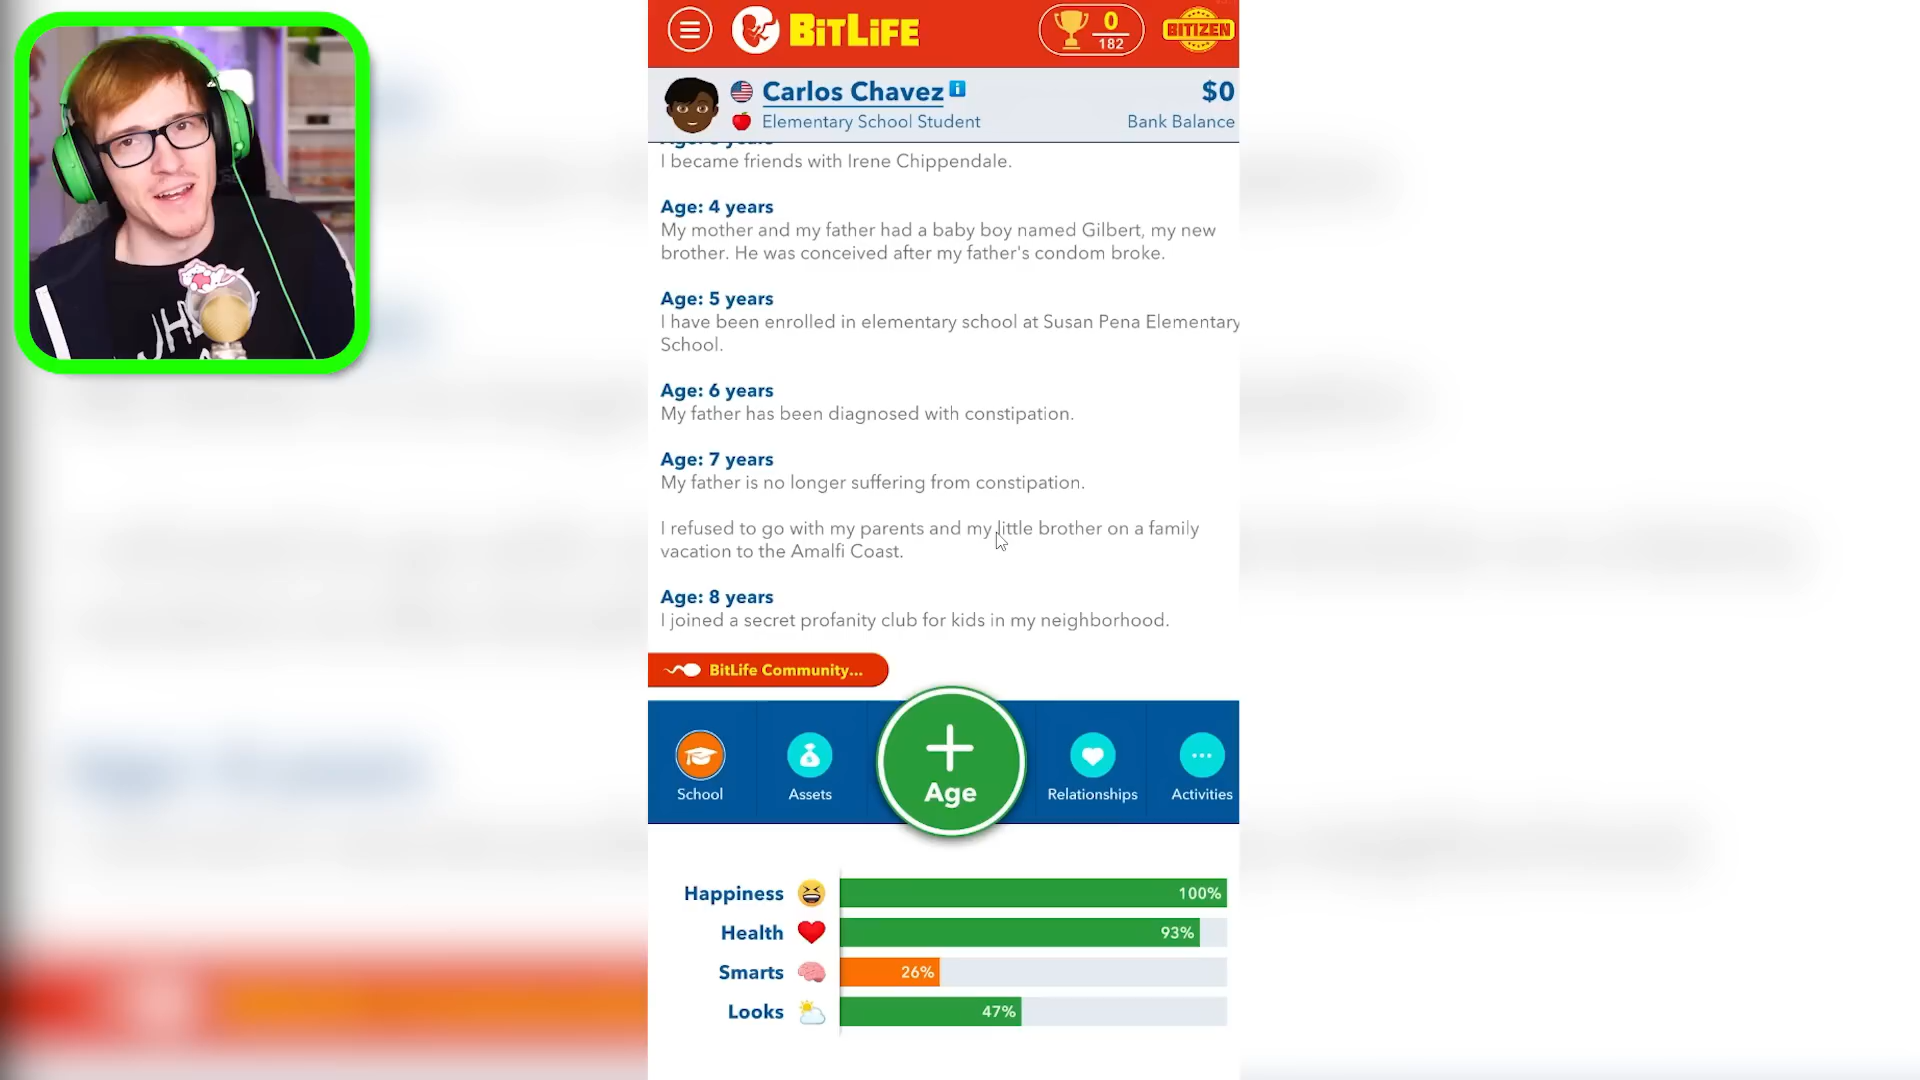 BITLIFE
0
182
BITIZEN
Carlos Chavez
$0
Elementary School Student
Bank Balance
I became friends with Irene Chippendale.
Age: 4 years
My mother and my father had a baby boy named Gilbert, my new
brother. He was conceived after my father's condom broke.
Age: 5 years
I have been enrolled in elementary school at Susan Pena Elementary
School.
Age: 6 years
My father has been diagnosed with constipation.
Age: 7 years
My father is no longer suffering from constipation.
I refused to go with my parents and my little brother on a family
vacation to the Amalfi Coast.
Age: 8 years
I joined a secret profanity club for kids in my neighborhood.
BitLife Community...
School
Assets
Age
Relationships
Activities
Happiness 100%
Health 93%
Smarts 26%
Looks 47%